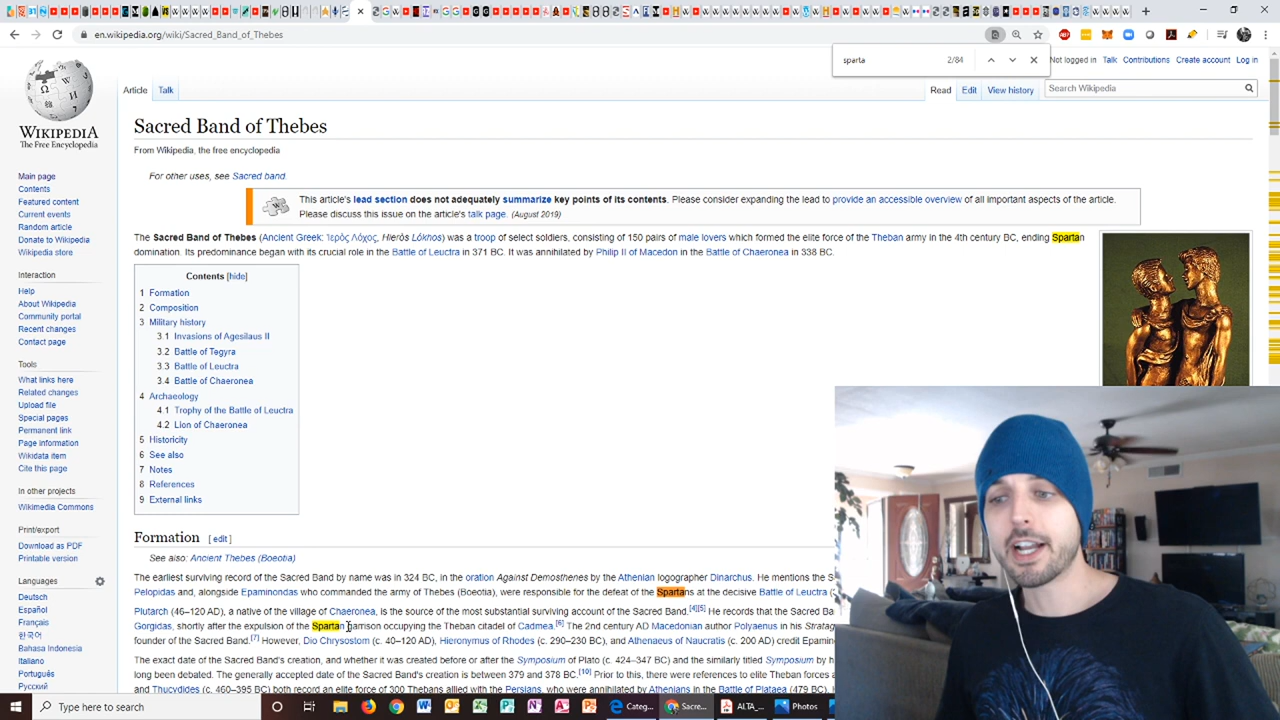 en.wikipedia.org/wiki/Sacred_Band_of_Thebes
sparta 2/84
WIKIPEDIA
The Free Encyclopedia
Main page
Contents
Featured content
Current events
Random article
Donate to Wikipedia
Wikipedia store
Interaction
Help
About Wikipedia
Community portal
Recent changes
Contact page
Tools
What links here
Related changes
Upload file
Special pages
Permanent link
Page information
Wikidata item
Cite this page
In other projects
Wikimedia Commons
Print/export
Download as PDF
Printable version
Languages
Deutsch
Español
Français
한국어
Bahasa Indonesia
Italiano
Português
Русский
Not logged in Talk Contributions Create account Log in
Article Talk Read Edit View history Search Wikipedia
Sacred Band of Thebes
From Wikipedia, the free encyclopedia
For other uses, see Sacred band.
This article's lead section does not adequately summarize key points of its contents. Please consider expanding the lead to provide an accessible overview of all important aspects of the article.
Please discuss this issue on the article's talk page. (August 2019)
The Sacred Band of Thebes (Ancient Greek: Ἱερὸς Λόχος, Hieròs Lókhos) was a troop of select soldiers, consisting of 150 pairs of male lovers which formed the elite force of the Theban army in the 4th century BC, ending Spartan
domination. Its predominance began with its crucial role in the Battle of Leuctra in 371 BC. It was annihilated by Philip II of Macedon in the Battle of Chaeronea in 338 BC.
Contents [hide]
1 Formation
2 Composition
3 Military history
3.1 Invasions of Agesilaus II
3.2 Battle of Tegyra
3.3 Battle of Leuctra
3.4 Battle of Chaeronea
4 Archaeology
4.1 Trophy of the Battle of Leuctra
4.2 Lion of Chaeronea
5 Historicity
6 See also
7 Notes
8 References
9 External links
Formation [ edit ]
See also: Ancient Thebes (Boeotia)
The earliest surviving record of the Sacred Band by name was in 324 BC, in the oration Against Demosthenes by the Athenian logographer Dinarchus. He mentions the S
Pelopidas and, alongside Epaminondas who commanded the army of Thebes (Boeotia), were responsible for the defeat of the Spartans at the decisive Battle of Leuctra (
Plutarch (46–120 AD), a native of the village of Chaeronea, is the source of the most substantial surviving account of the Sacred Band.[4][5] He records that the Sacred Ba
Gorgidas, shortly after the expulsion of the Spartan garrison occupying the Theban citadel of Cadmea.[6] The 2nd century AD Macedonian author Polyaenus in his Stratag
founder of the Sacred Band.[7] However, Dio Chrysostom (c. 40–120 AD), Hieronymus of Rhodes (c. 290–230 BC), and Athenaeus of Naucratis (c. 200 AD) credit Epamin
The exact date of the Sacred Band's creation, and whether it was created before or after the Symposium of Plato (c. 424–347 BC) and the similarly titled Symposium by h
long been debated. The generally accepted date of the Sacred Band's creation is between 379 and 378 BC.[10] Prior to this, there were references to elite Theban forces a
and Thucydides (c. 460–395 BC) both record an elite force of 300 Thebans allied with the Persians, who were annihilated by Athenians in the Battle of Plataea (479 BC),
Type here to search
Categ...
Sacre...
ALTA_...
Photos